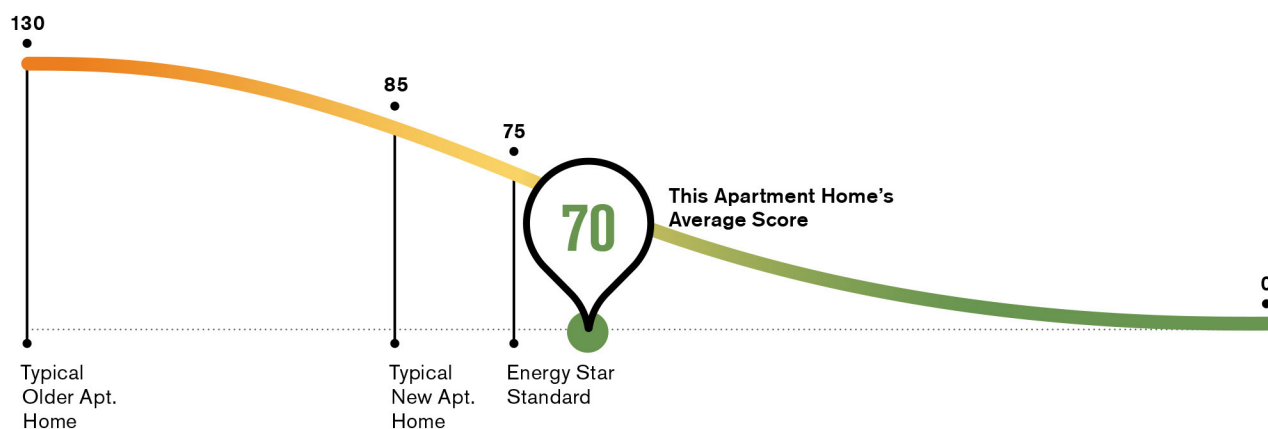 130
85
75
70
This Apartment Home's
Average Score
0
Typical
Older Apt.
Home
Typical
New Apt.
Home
Energy Star
Standard